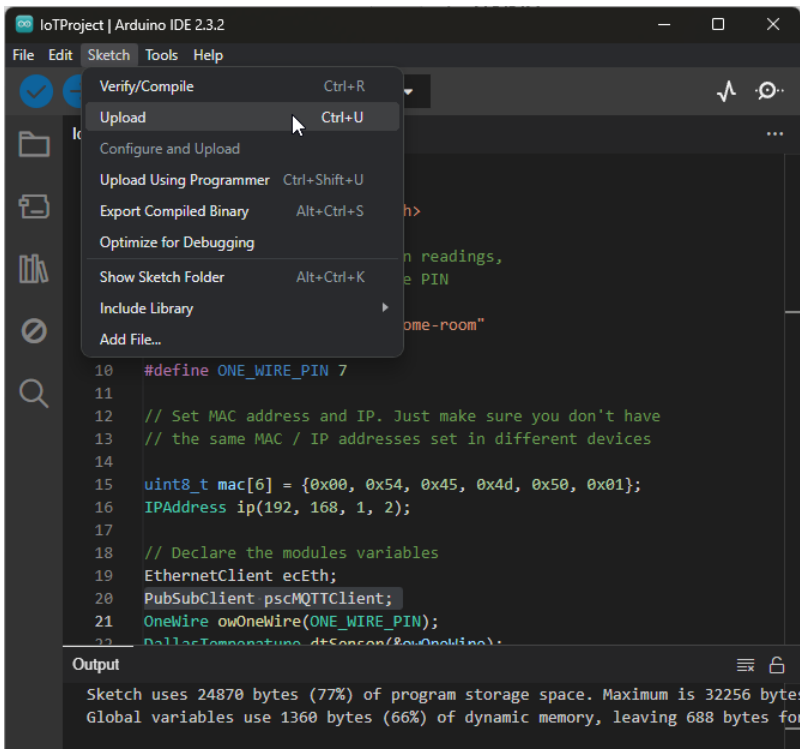 IoTProject | Arduino IDE 2.3.2
File Edit Sketch Tools Help
Verify/Compile Ctrl+R
Upload Ctrl+U
Configure and Upload
Upload Using Programmer Ctrl+Shift+U
Export Compiled Binary Alt+Ctrl+S
Optimize for Debugging
Show Sketch Folder Alt+Ctrl+K
Include Library
Add File...
h>
n readings,
e PIN
ome-room"
10 #define ONE_WIRE_PIN 7
11
12 // Set MAC address and IP. Just make sure you don't have
13 // the same MAC / IP addresses set in different devices
14
15 uint8_t mac[6] = {0x00, 0x54, 0x45, 0x4d, 0x50, 0x01};
16 IPAddress ip(192, 168, 1, 2);
17
18 // Declare the modules variables
19 EthernetClient ecEth;
20 PubSubClient pscMQTTClient;
21 OneWire owOneWire(ONE_WIRE_PIN);
22 DallasTemperature dtSensor(&owOneWire);
Output
Sketch uses 24870 bytes (77%) of program storage space. Maximum is 32256 bytes
Global variables use 1360 bytes (66%) of dynamic memory, leaving 688 bytes fo